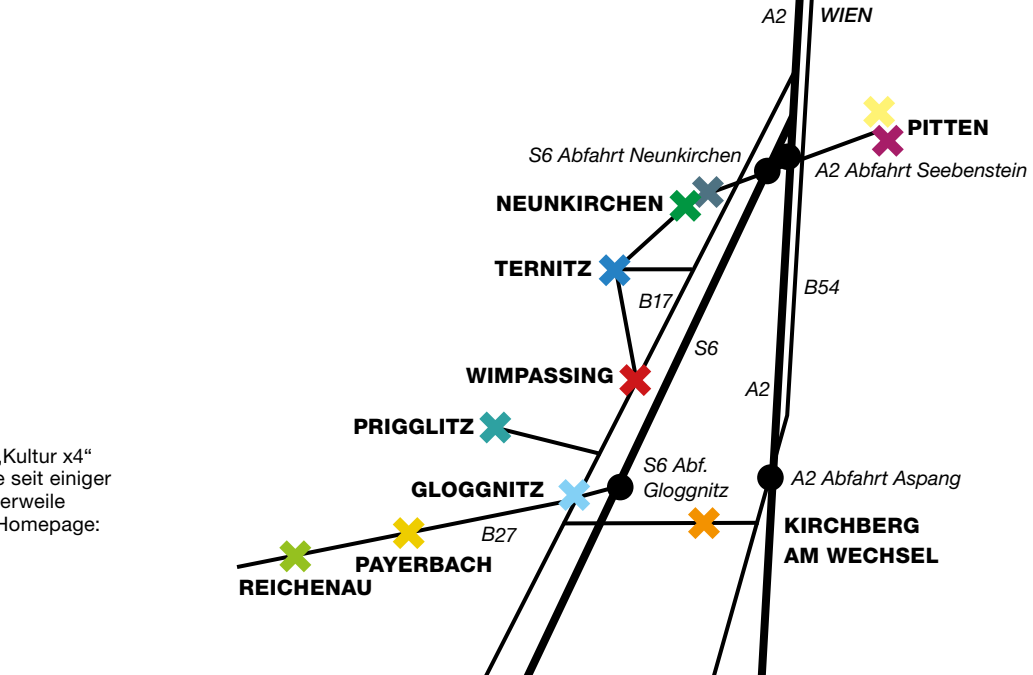 A2
WIEN
PITTEN
S6 Abfahrt Neunkirchen
A2 Abfahrt Seebenstein
NEUNKIRCHEN
TERNITZ
B17
B54
S6
WIMPASSING
A2
PRIGGLITZ
„Kultur x4“
e seit einiger
erweile
Homepage:
S6 Abf.
Gloggnitz
A2 Abfahrt Aspang
GLOGGNITZ
B27
KIRCHBERG
AM WECHSEL
PAYERBACH
REICHENAU